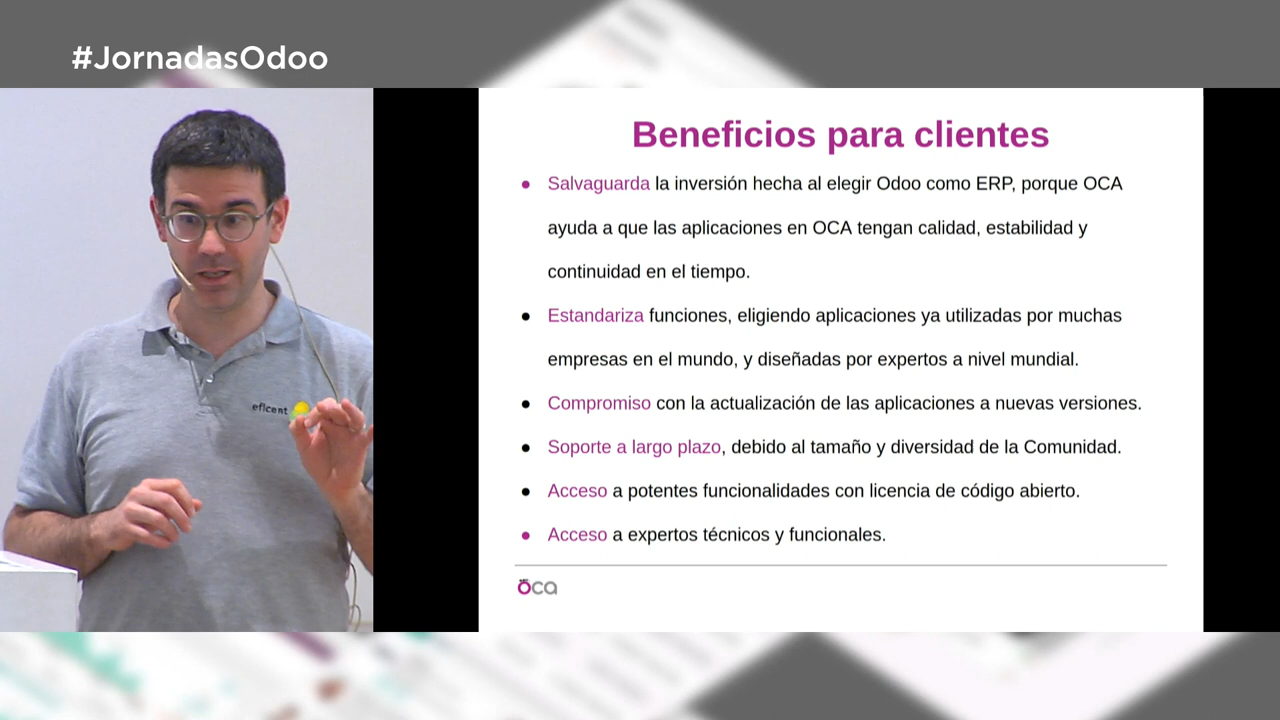 #JornadasOdoo
Beneficios para clientes
● Salvaguarda la inversión hecha al elegir Odoo como ERP, porque OCA
ayuda a que las aplicaciones en OCA tengan calidad, estabilidad y
continuidad en el tiempo.
● Estandariza funciones, eligiendo aplicaciones ya utilizadas por muchas
empresas en el mundo, y diseñadas por expertos a nivel mundial.
● Compromiso con la actualización de las aplicaciones a nuevas versiones.
● Soporte a largo plazo, debido al tamaño y diversidad de la Comunidad.
● Acceso a potentes funcionalidades con licencia de código abierto.
● Acceso a expertos técnicos y funcionales.
eficent
oca